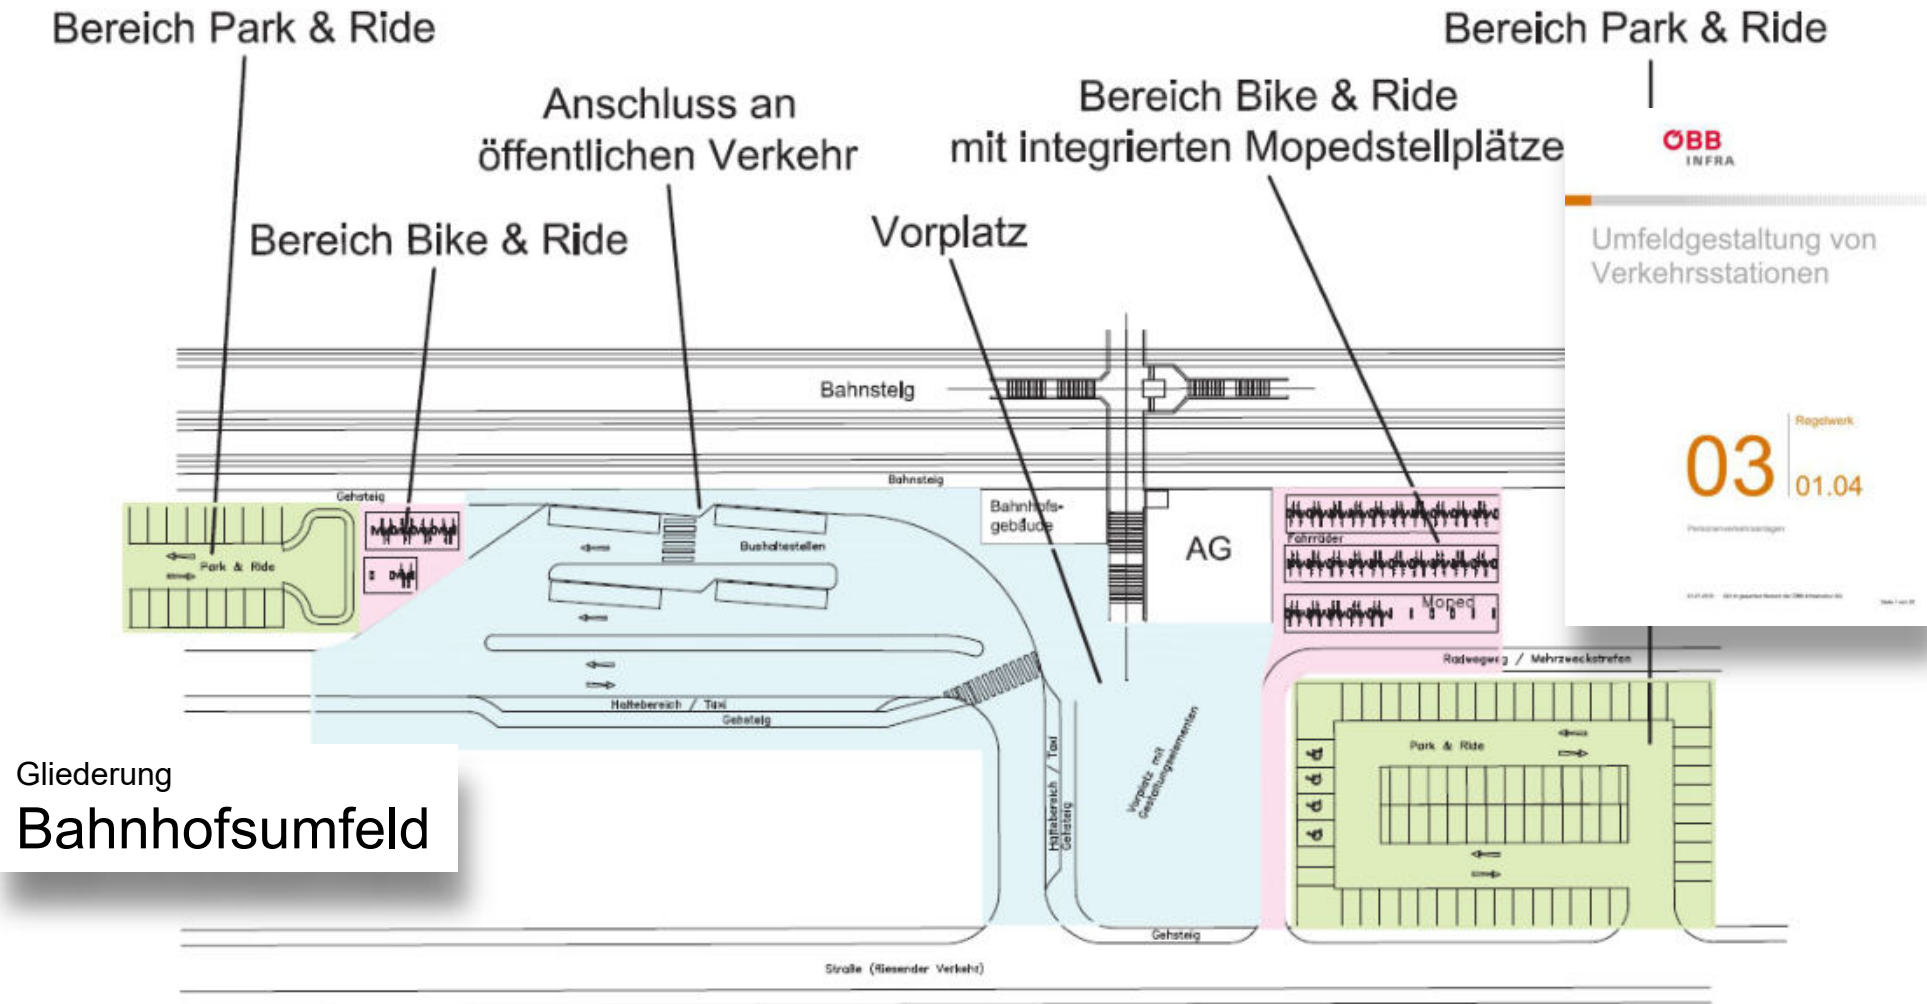 Bereich Park & Ride
Bereich Park & Ride
Anschluss an
öffentlichen Verkehr
Bereich Bike & Ride
mit integrierten Mopedstellplätze
Bereich Bike & Ride
Vorplatz
ÖBB
INFRA
Umfeldgestaltung von
Verkehrsstationen
03
Regelwerk
01.04
Personenverkehrsanlagen
Bahnsteig
Bahnsteig
Gehsteig
Bahnhofs-
gebäude
AG
Bushaltestellen
Park & Ride
Fahrräder
Moped
Radwegweg / Mehrzweckstreifen
Haltebereich / Taxi
Gehsteig
Haltebereich / Taxi
Gehsteig
Vorplatz mit
Gestaltungselementen
Park & Ride
Gliederung
Bahnhofsumfeld
Gehsteig
Straße (fliesender Verkehr)